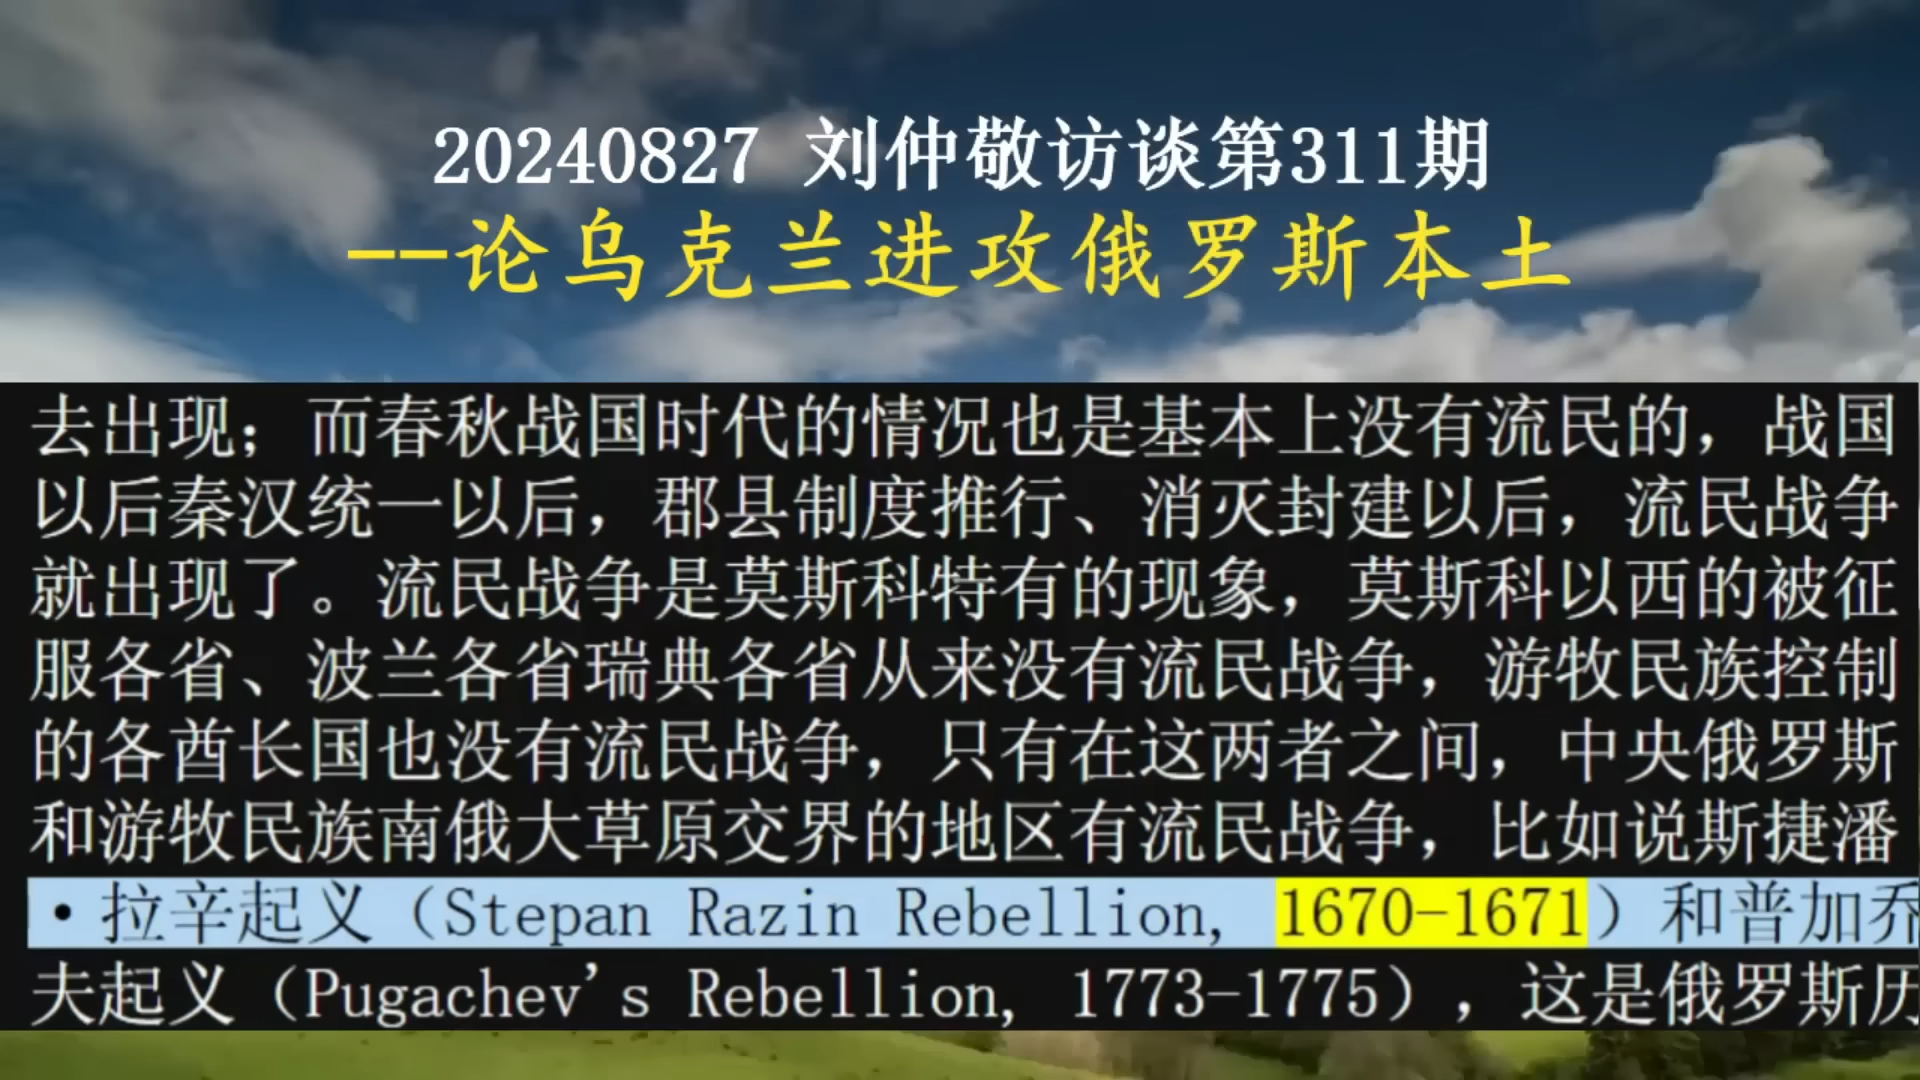 20240827 刘仲敬访谈第311期
--论乌克兰进攻俄罗斯本土
去出现；而春秋战国时代的情况也是基本上没有流民的，战国
以后秦汉统一以后，郡县制度推行、消灭封建以后，流民战争
就出现了。流民战争是莫斯科特有的现象，莫斯科以西的被征
服各省、波兰各省瑞典各省从来没有流民战争，游牧民族控制
的各酋长国也没有流民战争，只有在这两者之间，中央俄罗斯
和游牧民族南俄大草原交界的地区有流民战争，比如说斯捷潘
·拉辛起义（Stepan Razin Rebellion, 1670-1671）和普加乔
夫起义（Pugachev's Rebellion, 1773-1775），这是俄罗斯历